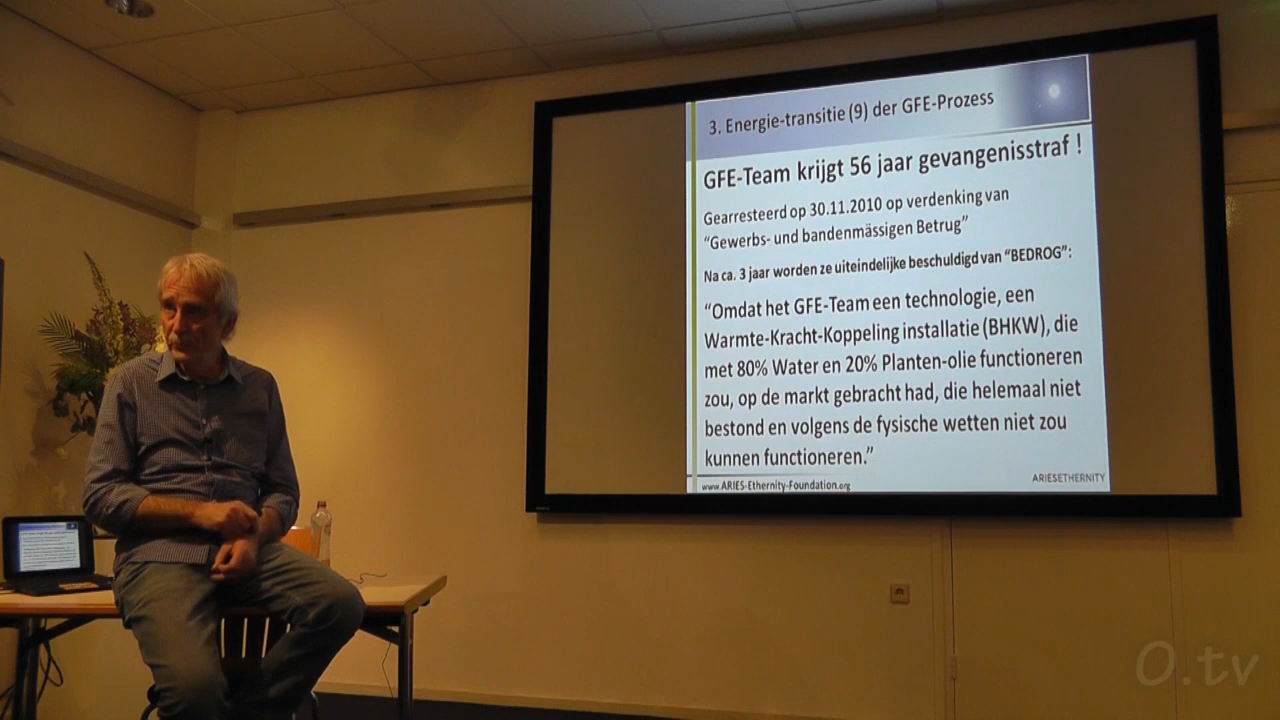 3. Energie-transitie (9) der GFE-Prozess
GFE-Team krijgt 56 jaar gevangenisstraf !
Gearresteerd op 30.11.2010 op verdenking van
“Gewerbs- und bandenmässigen Betrug”
Na ca. 3 jaar worden ze uiteindelijke beschuldigd van “BEDROG”:
“Omdat het GFE-Team een technologie, een
Warmte-Kracht-Koppeling installatie (BHKW), die
met 80% Water en 20% Planten-olie functioneren
zou, op de markt gebracht had, die helemaal niet
bestond en volgens de fysische wetten niet zou
kunnen functioneren.”
www.ARIES-Ethernity-Foundation.org
ARIESETHERNITY
O.tv